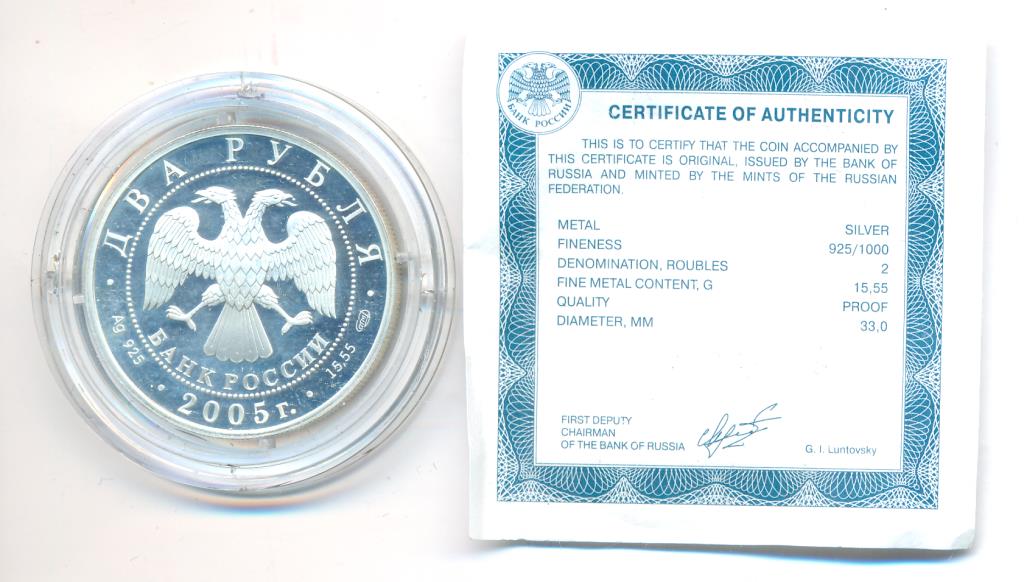 ДВА РУБЛЯ
Ag 925
БАНК РОССИИ
15,55
2005г.
БАНК РОССИИ
CERTIFICATE OF AUTHENTICITY
THIS IS TO CERTIFY THAT THE COIN ACCOMPANIED BY
THIS CERTIFICATE IS ORIGINAL, ISSUED BY THE BANK OF
RUSSIA AND MINTED BY THE MINTS OF THE RUSSIAN
FEDERATION.
METAL SILVER
FINENESS 925/1000
DENOMINATION, ROUBLES 2
FINE METAL CONTENT, G 15,55
QUALITY PROOF
DIAMETER, MM 33,0
FIRST DEPUTY
CHAIRMAN
OF THE BANK OF RUSSIA
G. I. Luntovsky